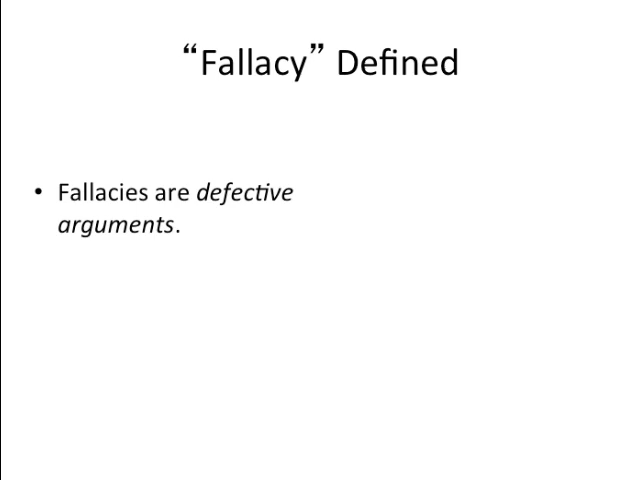 “Fallacy” Defined
• Fallacies are defective
arguments.